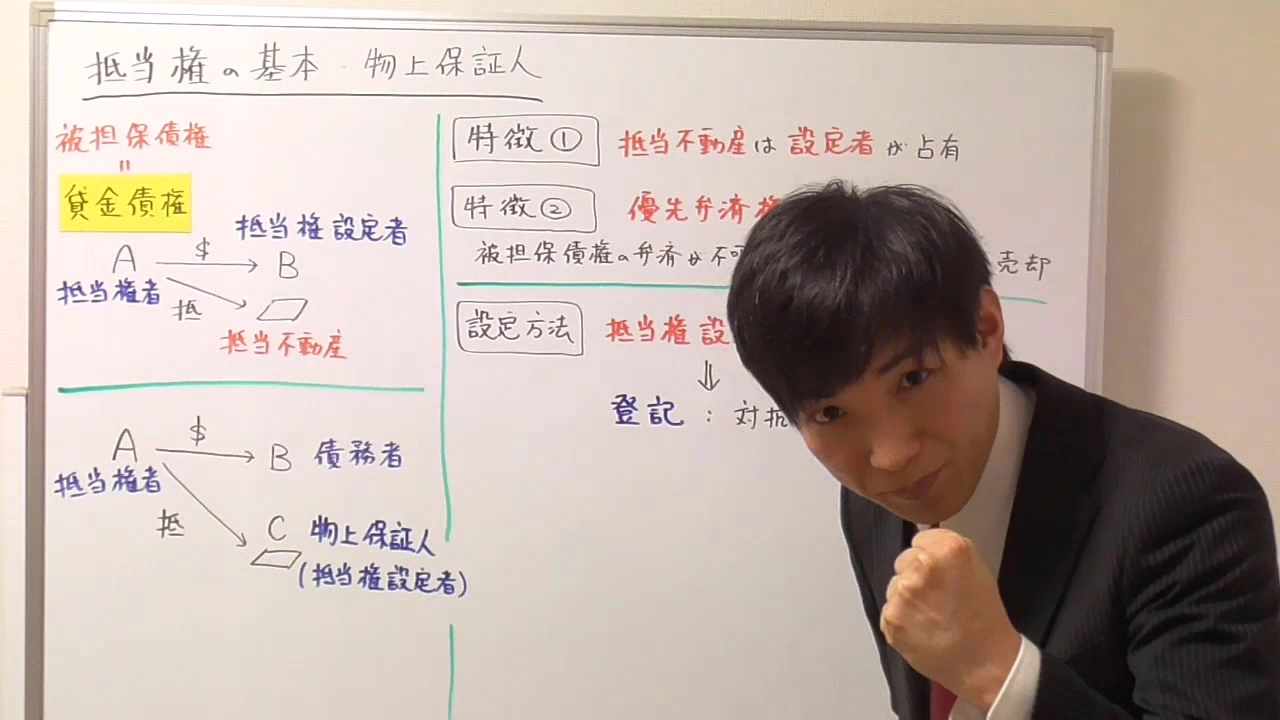 抵当権の基本・物上保証人
被担保債権
=
貸金債権
A $ B 抵当権設定者
抵当権者 抵
抵当不動産
A $ B 債務者
抵当権者
抵 C 物上保証人
(抵当権設定者)
特徴① 抵当不動産は設定者が占有
特徴② 優先弁済権
被担保債権の弁済が不可 売却
設定方法 抵当権設
⇓
登記:対抗